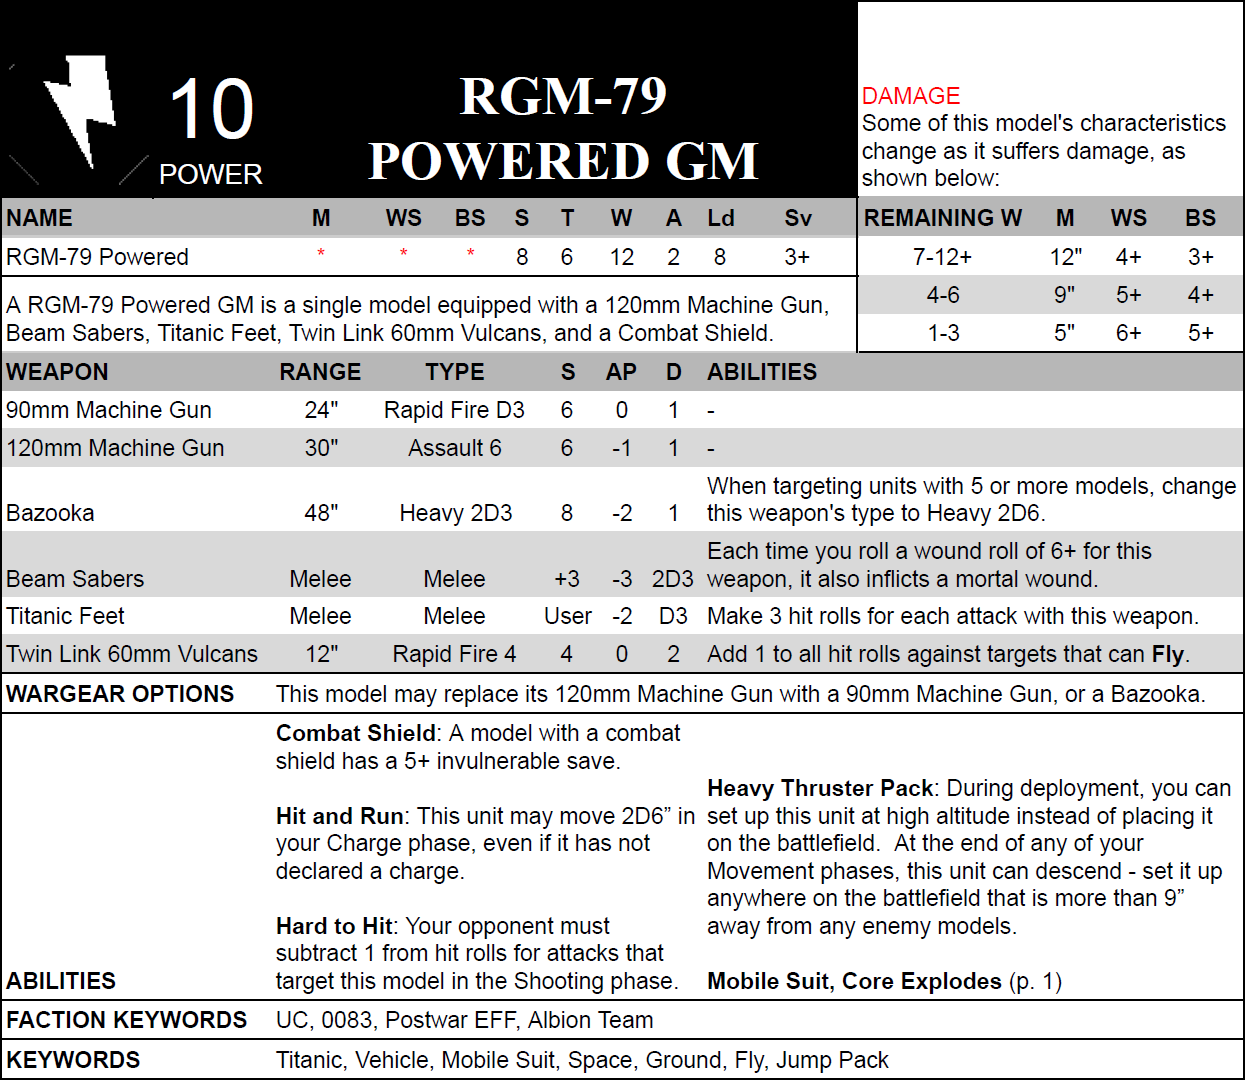 10
POWER
RGM-79
POWERED GM
DAMAGE
Some of this model's characteristics
change as it suffers damage, as
shown below:
NAME M WS BS S T W A Ld Sv
RGM-79 Powered * * * 8 6 12 2 8 3+
REMAINING W M WS BS
7-12+ 12" 4+ 3+
4-6 9" 5+ 4+
1-3 5" 6+ 5+
A RGM-79 Powered GM is a single model equipped with a 120mm Machine Gun,
Beam Sabers, Titanic Feet, Twin Link 60mm Vulcans, and a Combat Shield.
WEAPON RANGE TYPE S AP D ABILITIES
90mm Machine Gun 24" Rapid Fire D3 6 0 1 -
120mm Machine Gun 30" Assault 6 6 -1 1 -
When targeting units with 5 or more models, change
Bazooka 48" Heavy 2D3 8 -2 1 this weapon's type to Heavy 2D6.
Each time you roll a wound roll of 6+ for this
Beam Sabers Melee Melee +3 -3 2D3 weapon, it also inflicts a mortal wound.
Titanic Feet Melee Melee User -2 D3 Make 3 hit rolls for each attack with this weapon.
Twin Link 60mm Vulcans 12" Rapid Fire 4 4 0 2 Add 1 to all hit rolls against targets that can Fly.
WARGEAR OPTIONS This model may replace its 120mm Machine Gun with a 90mm Machine Gun, or a Bazooka.
ABILITIES
Combat Shield: A model with a combat
shield has a 5+ invulnerable save.
Hit and Run: This unit may move 2D6” in
your Charge phase, even if it has not
declared a charge.
Hard to Hit: Your opponent must
subtract 1 from hit rolls for attacks that
target this model in the Shooting phase.
Heavy Thruster Pack: During deployment, you can
set up this unit at high altitude instead of placing it
on the battlefield.  At the end of any of your
Movement phases, this unit can descend - set it up
anywhere on the battlefield that is more than 9”
away from any enemy models.
Mobile Suit, Core Explodes (p. 1)
FACTION KEYWORDS UC, 0083, Postwar EFF, Albion Team
KEYWORDS Titanic, Vehicle, Mobile Suit, Space, Ground, Fly, Jump Pack